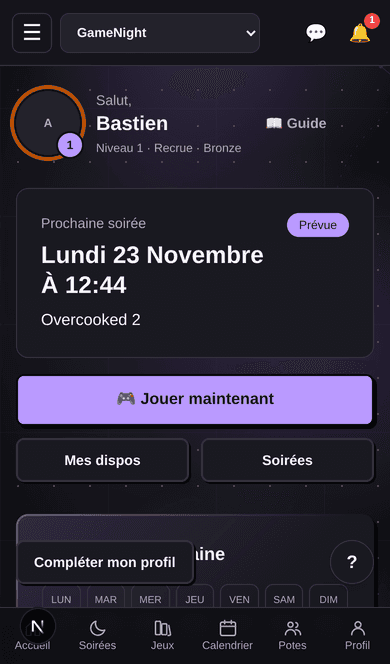 GameNight
1
Salut,
Bastien
Niveau 1 · Recrue · Bronze
📖 Guide
A
1
Prochaine soirée
Prévue
Lundi 23 Novembre
À 12:44
Overcooked 2
🎮 Jouer maintenant
Mes dispos
Soirées
Compléter mon profil
?
LUN MAR MER JEU VEN SAM DIM
N
Accueil Soirées Jeux Calendrier Potes Profil